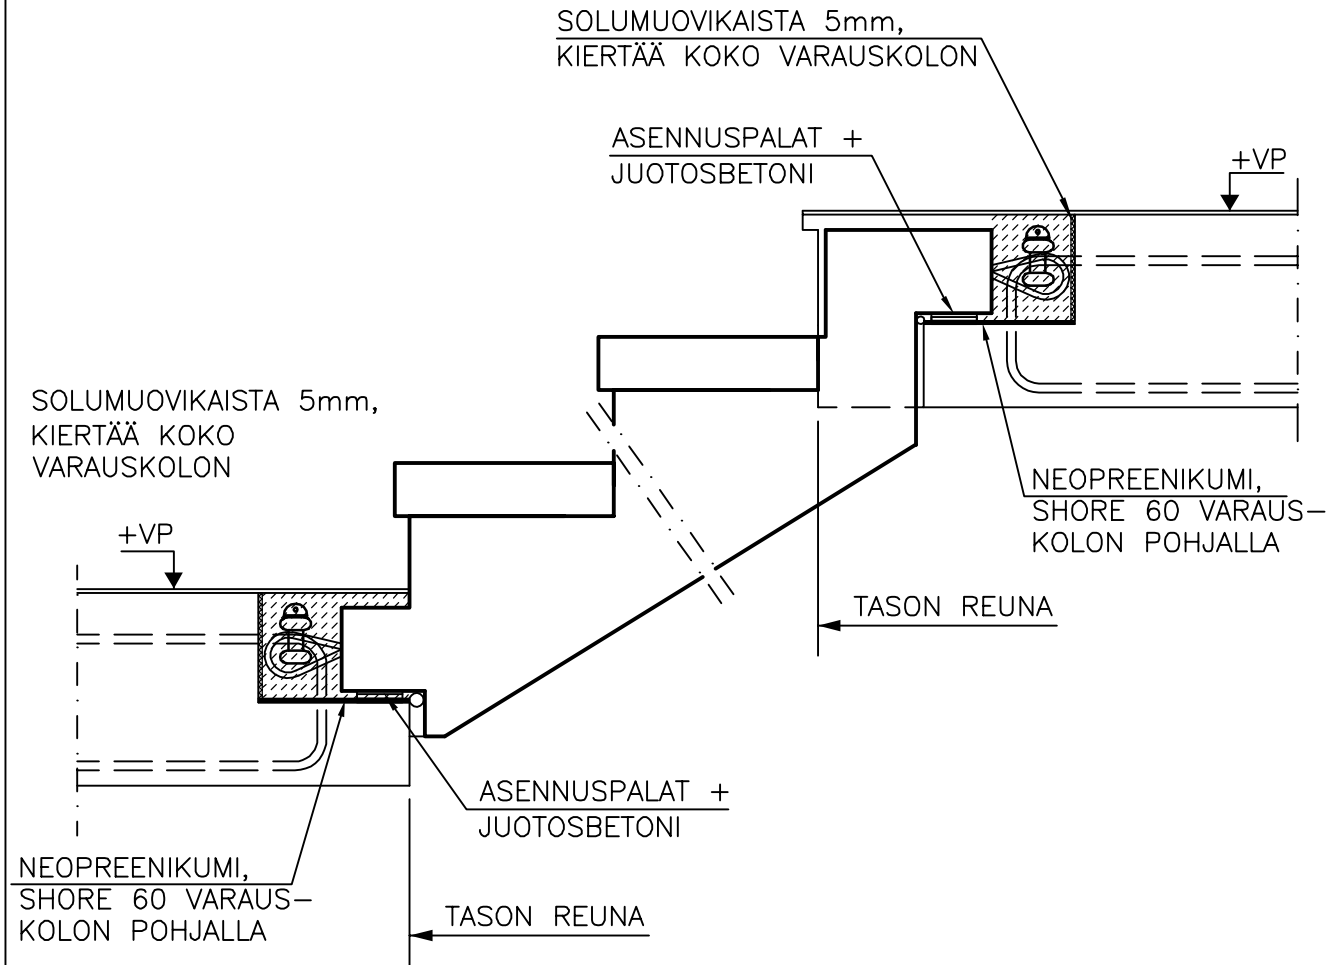 SOLUMUOVIKAISTA 5mm,
KIERTÄÄ KOKO VARAUSKOLON
ASENNUSPALAT +
JUOTOSBETONI
+VP
SOLUMUOVIKAISTA 5mm,
KIERTÄÄ KOKO
VARAUSKOLON
+VP
NEOPREENIKUMI,
SHORE 60 VARAUS-
KOLON POHJALLA
TASON REUNA
ASENNUSPALAT +
JUOTOSBETONI
NEOPREENIKUMI,
SHORE 60 VARAUS-
KOLON POHJALLA
TASON REUNA